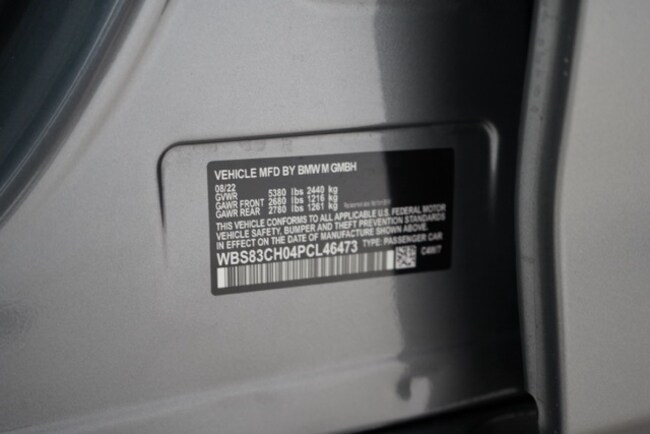 VEHICLE MFD BY BMW M GMBH
08/22
GVWR 5380 lbs 2440 kg
GAWR FRONT 2680 lbs 1216 kg
GAWR REAR 2780 lbs 1261 kg
THIS VEHICLE CONFORMS TO ALL APPLICABLE U.S. FEDERAL MOTOR
VEHICLE SAFETY, BUMPER AND THEFT PREVENTION STANDARDS
IN EFFECT ON THE DATE OF MANUFACTURE SHOWN ABOVE.
WBS83CH04PCL46473 TYPE: PASSENGER CAR